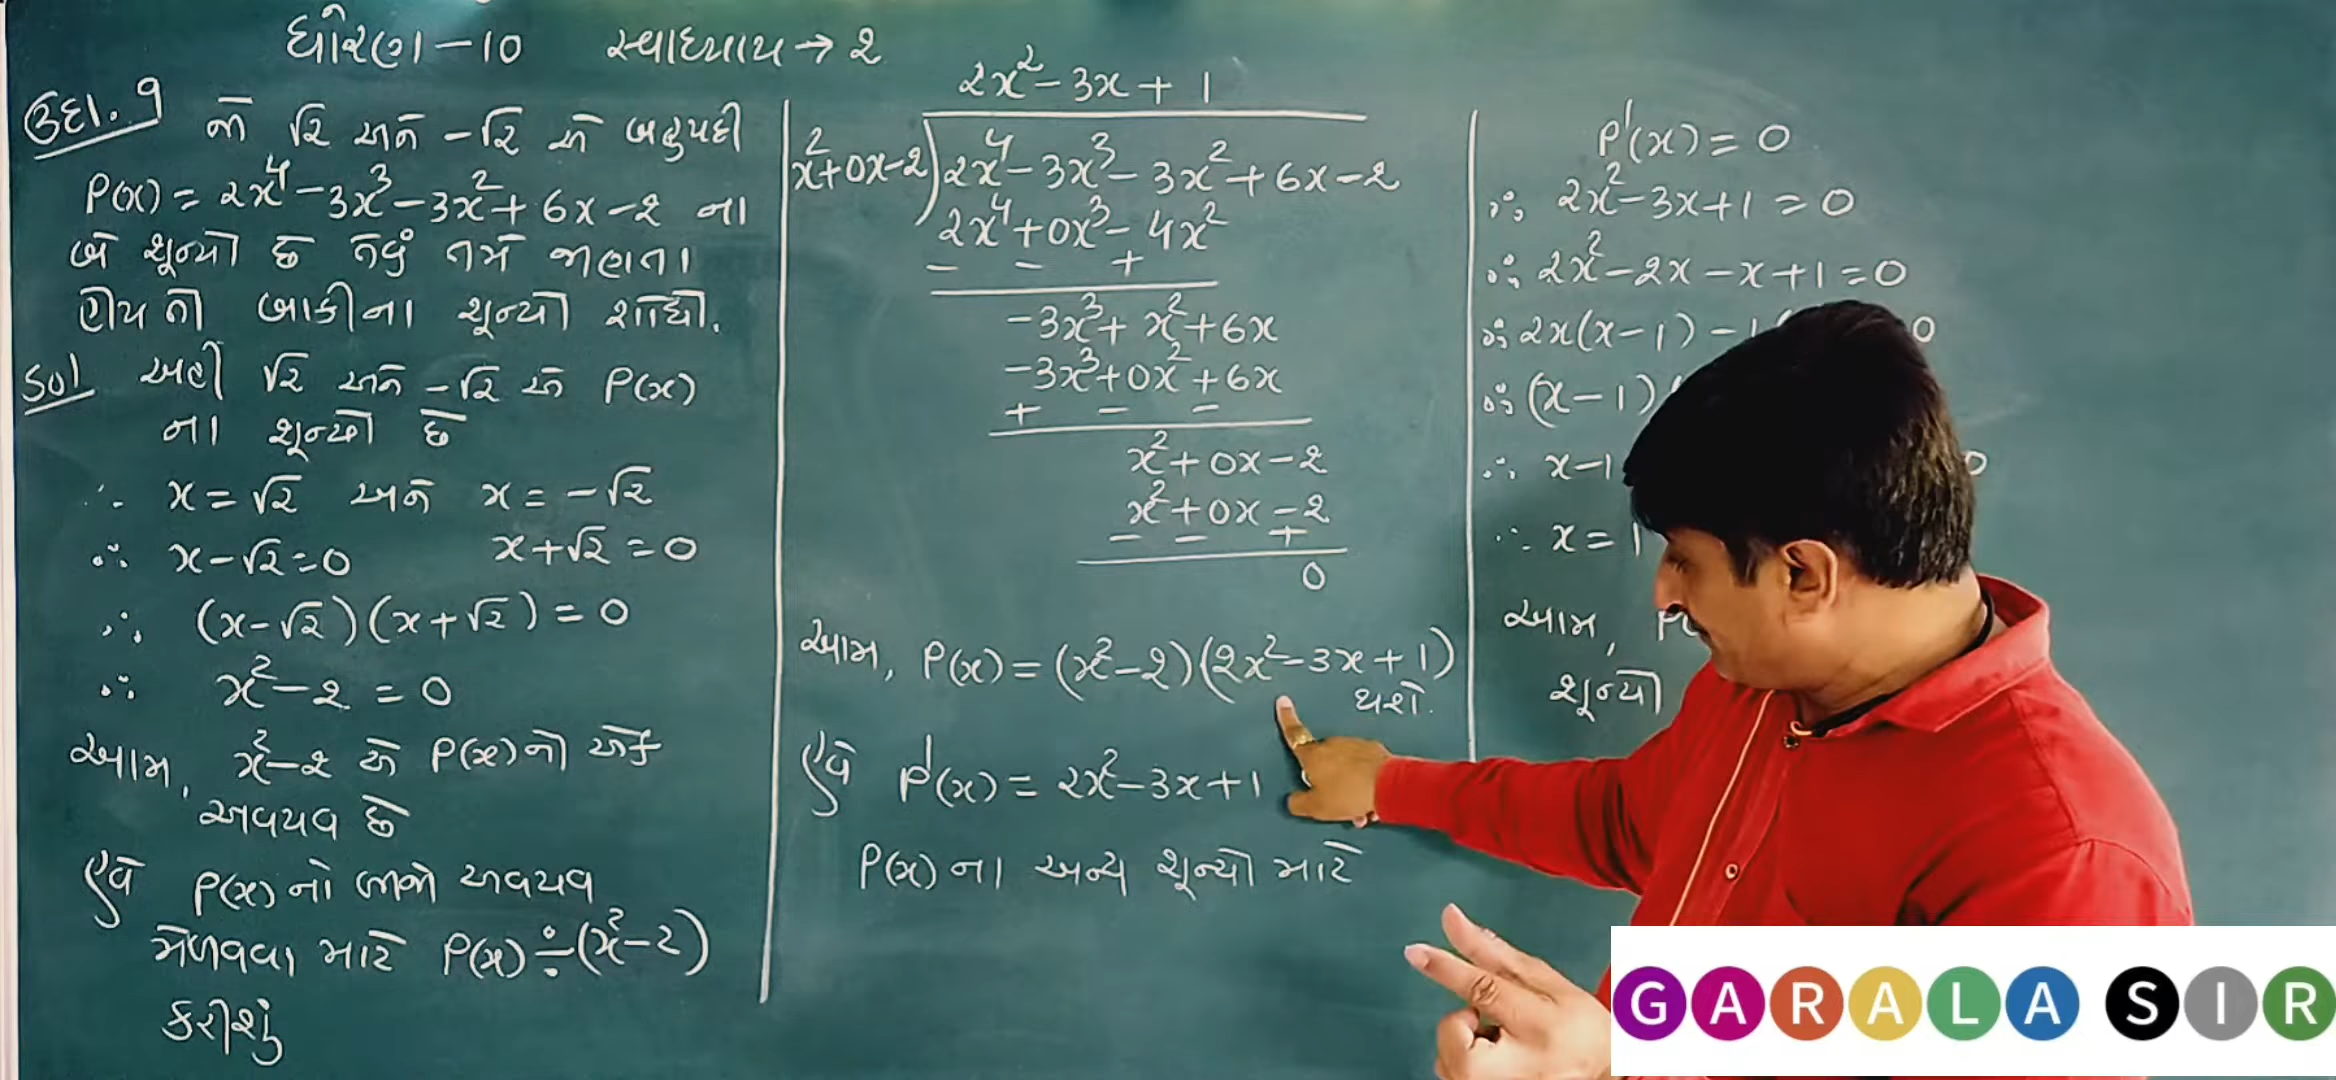 ધોરણ-10 સ્વાધ્યાય → 2
ઉદા. 9 જો √2 અને -√2 એ બહુપદી
P(x) = 2x⁴ - 3x³ - 3x² + 6x - 2 ના
બે શૂન્યો છે તેવું તમે જાણતા
હોય તો બાકીના શૂન્યો શોધો.
Sol અહીં √2 અને -√2 એ P(x)
ના શૂન્યો છે
∴ x = √2 અને x = -√2
∴ x - √2 = 0 x + √2 = 0
∴ (x - √2)(x + √2) = 0
∴ x² - 2 = 0
આમ, x² - 2 એ P(x) નો એક
અવયવ છે
હવે P(x) નો બીજો અવયવ
મેળવવા માટે P(x) ÷ (x² - 2)
કરીશું
2x² - 3x + 1
x² + 0x - 2 ) 2x⁴ - 3x³ - 3x² + 6x - 2
2x⁴ + 0x³ - 4x²
- - +
-3x³ + x² + 6x
-3x³ + 0x² + 6x
+ - -
x² + 0x - 2
x² + 0x - 2
- - +
0
આમ, P(x) = (x² - 2)(2x² - 3x + 1)
થશે.
હવે P'(x) = 2x² - 3x + 1
P(x) ના અન્ય શૂન્યો માટે
P'(x) = 0
∴ 2x² - 3x + 1 = 0
∴ 2x² - 2x - x + 1 = 0
∴ 2x(x - 1) - 1 0
∴ (x - 1)(
∴ x - 1 0
∴ x = 1
આમ, P(
શૂન્યો
GARALA SIR